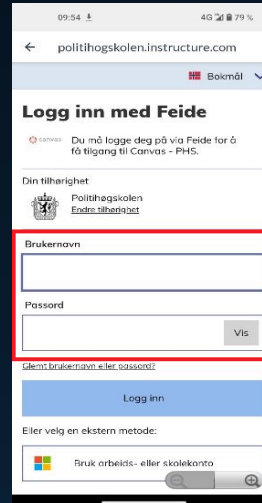 09:54 4G 79 %
politihogskolen.instructure.com
Bokmål
Logg inn med Feide
canvas Du må logge deg på via Feide for å
få tilgang til Canvas - PHS.
Din tilhørighet
Politihøgskolen
Endre tilhørighet
Brukernavn
Passord
Vis
Glemt brukernavn eller passord?
Logg inn
Eller velg en ekstern metode:
Bruk arbeids- eller skolekonto